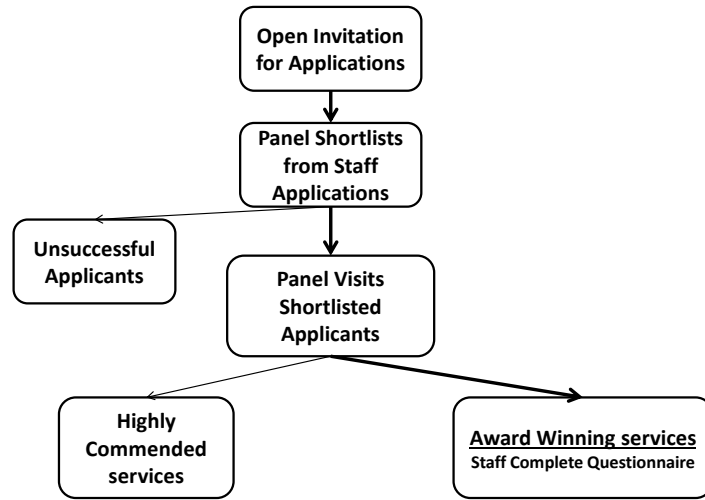 Open Invitation
for Applications
Panel Shortlists
from Staff
Applications
Unsuccessful
Applicants
Panel Visits
Shortlisted
Applicants
Highly
Commended
services
Award Winning services
Staff Complete Questionnaire